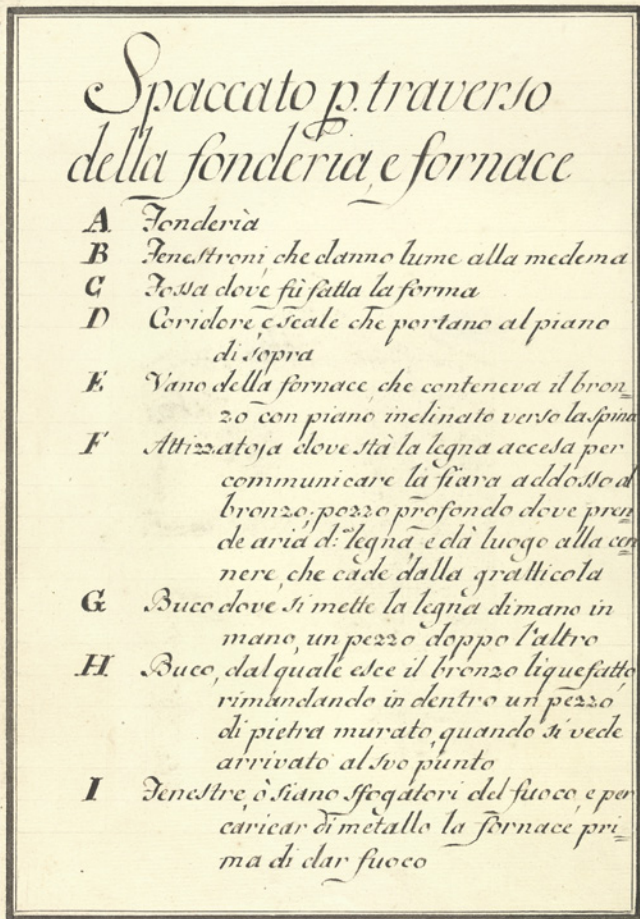 Spaccato p. traverso
della fonderia, e fornace
A Fonderìa
B Fenestroni, che danno lume alla medema
C Fossa dove fù fatta la forma
D Coridore, e scale che portano al piano
di sopra
E Vano della fornace, che conteneva il bron=
zo con piano inclinato verso la spina
F Attizzatoja dove stà la legna accesa per
communicare la fiara addosso al
bronzo; pozzo profondo dove pren=
de aria d:ª legna, e dà luogo alla cen=
nere, che cade dalla gratticola
G Buco dove si mette la legna di mano in
mano, un pezzo doppo l'altro
H Buco, dal quale esce il bronzo liquefatto,
rimandando in dentro un pezzo
di pietra murato, quando si vede
arrivato al suo punto
I Fenestre, ò siano sfogatori del fuoco, e per
caricar di metallo la fornace pri=
ma di dar fuoco